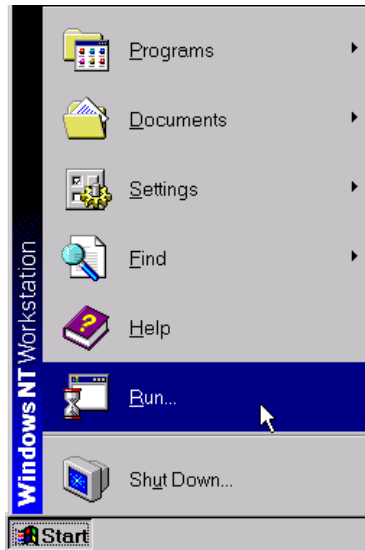 Programs
Documents
Settings
Find
Help
Run...
Shut Down...
Windows NT Workstation
Start